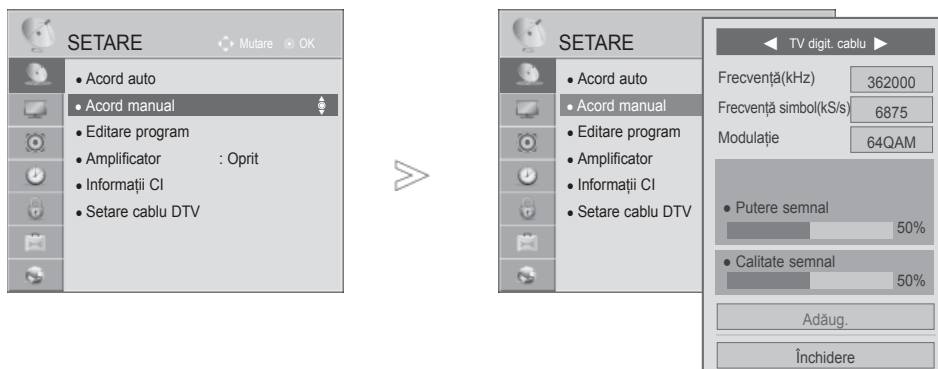 SETARE
Mutare OK
• Acord auto
• Acord manual
• Editare program
• Amplificator : Oprit
• Informații CI
• Setare cablu DTV
SETARE
• Acord auto
• Acord manual
• Editare program
• Amplificator
• Informații CI
• Setare cablu DTV
◀ TV digit. cablu ▶
Frecvență(kHz) 362000
Frecvență simbol(kS/s) 6875
Modulație 64QAM
• Putere semnal
50%
• Calitate semnal
50%
Adăug.
Închidere